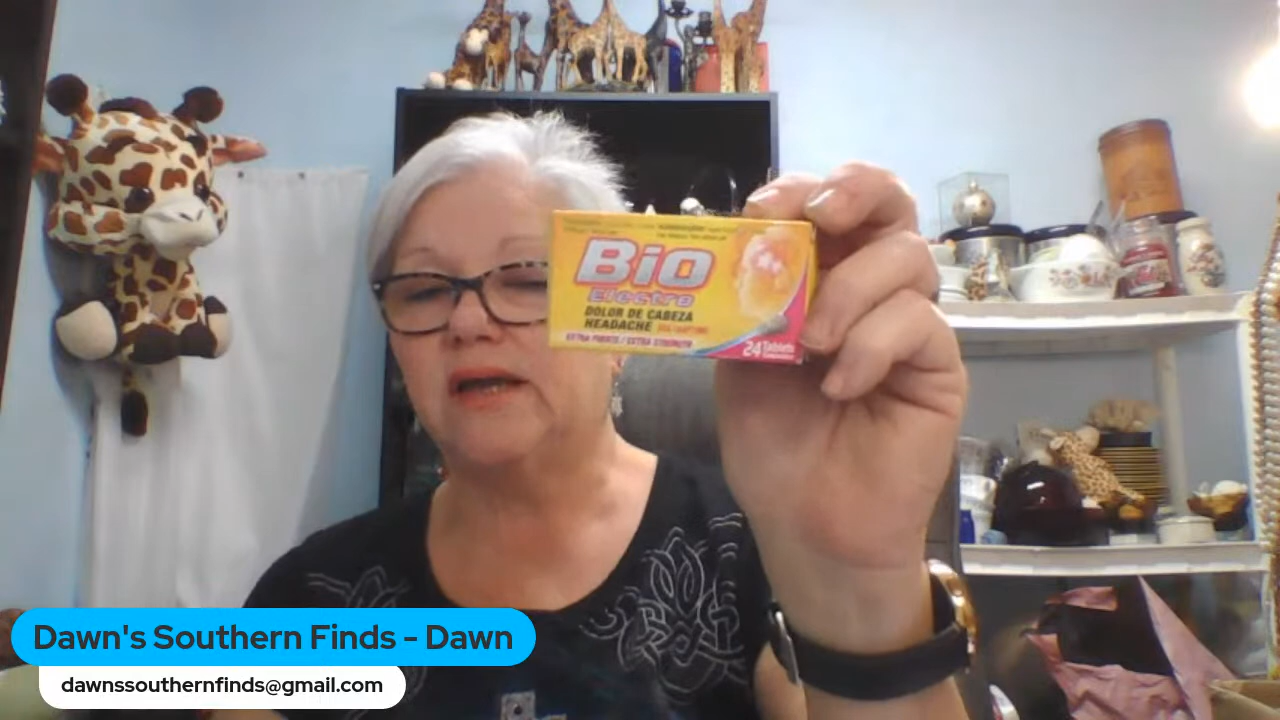 Bio
Electro
DOLOR DE CABEZA
HEADACHE
EXTRA FUERTE / EXTRA STRENGTH
24 Tablets
Dawn's Southern Finds - Dawn
dawnssouthernfinds@gmail.com